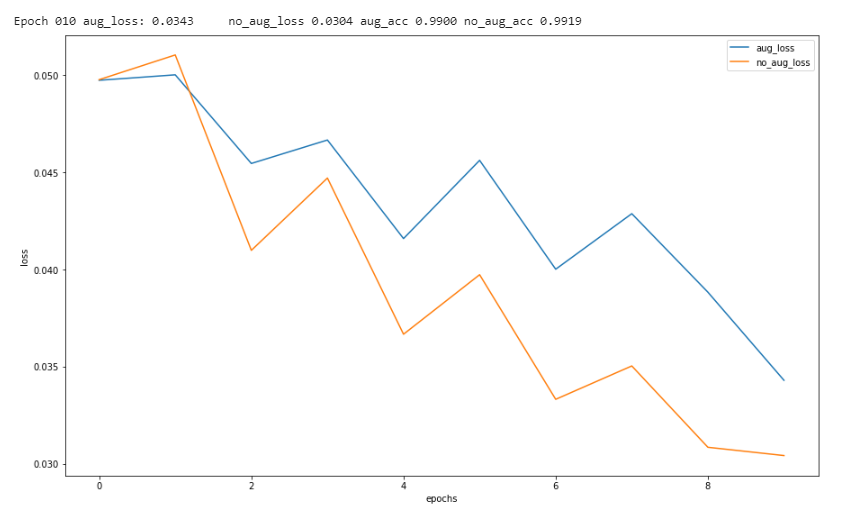 Epoch 010 aug_loss: 0.0343 no_aug_loss 0.0304 aug_acc 0.9900 no_aug_acc 0.9919
aug_loss
no_aug_loss
0.050
0.045
0.040
0.035
0.030
loss
0 2 4 6 8
epochs